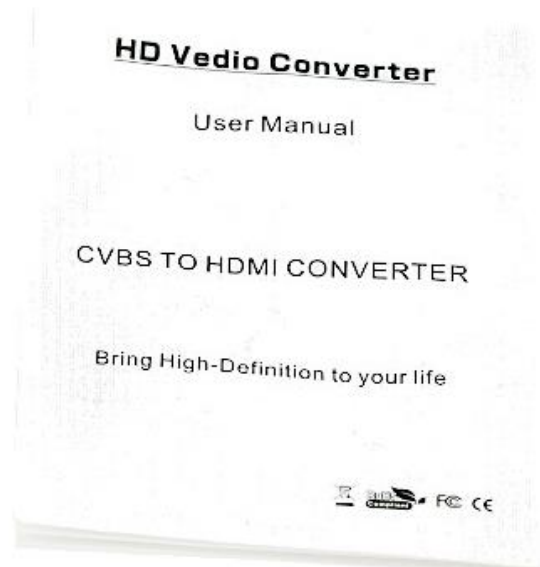 HD Vedio Converter
User Manual
CVBS TO HDMI CONVERTER
Bring High-Definition to your life
FC CE